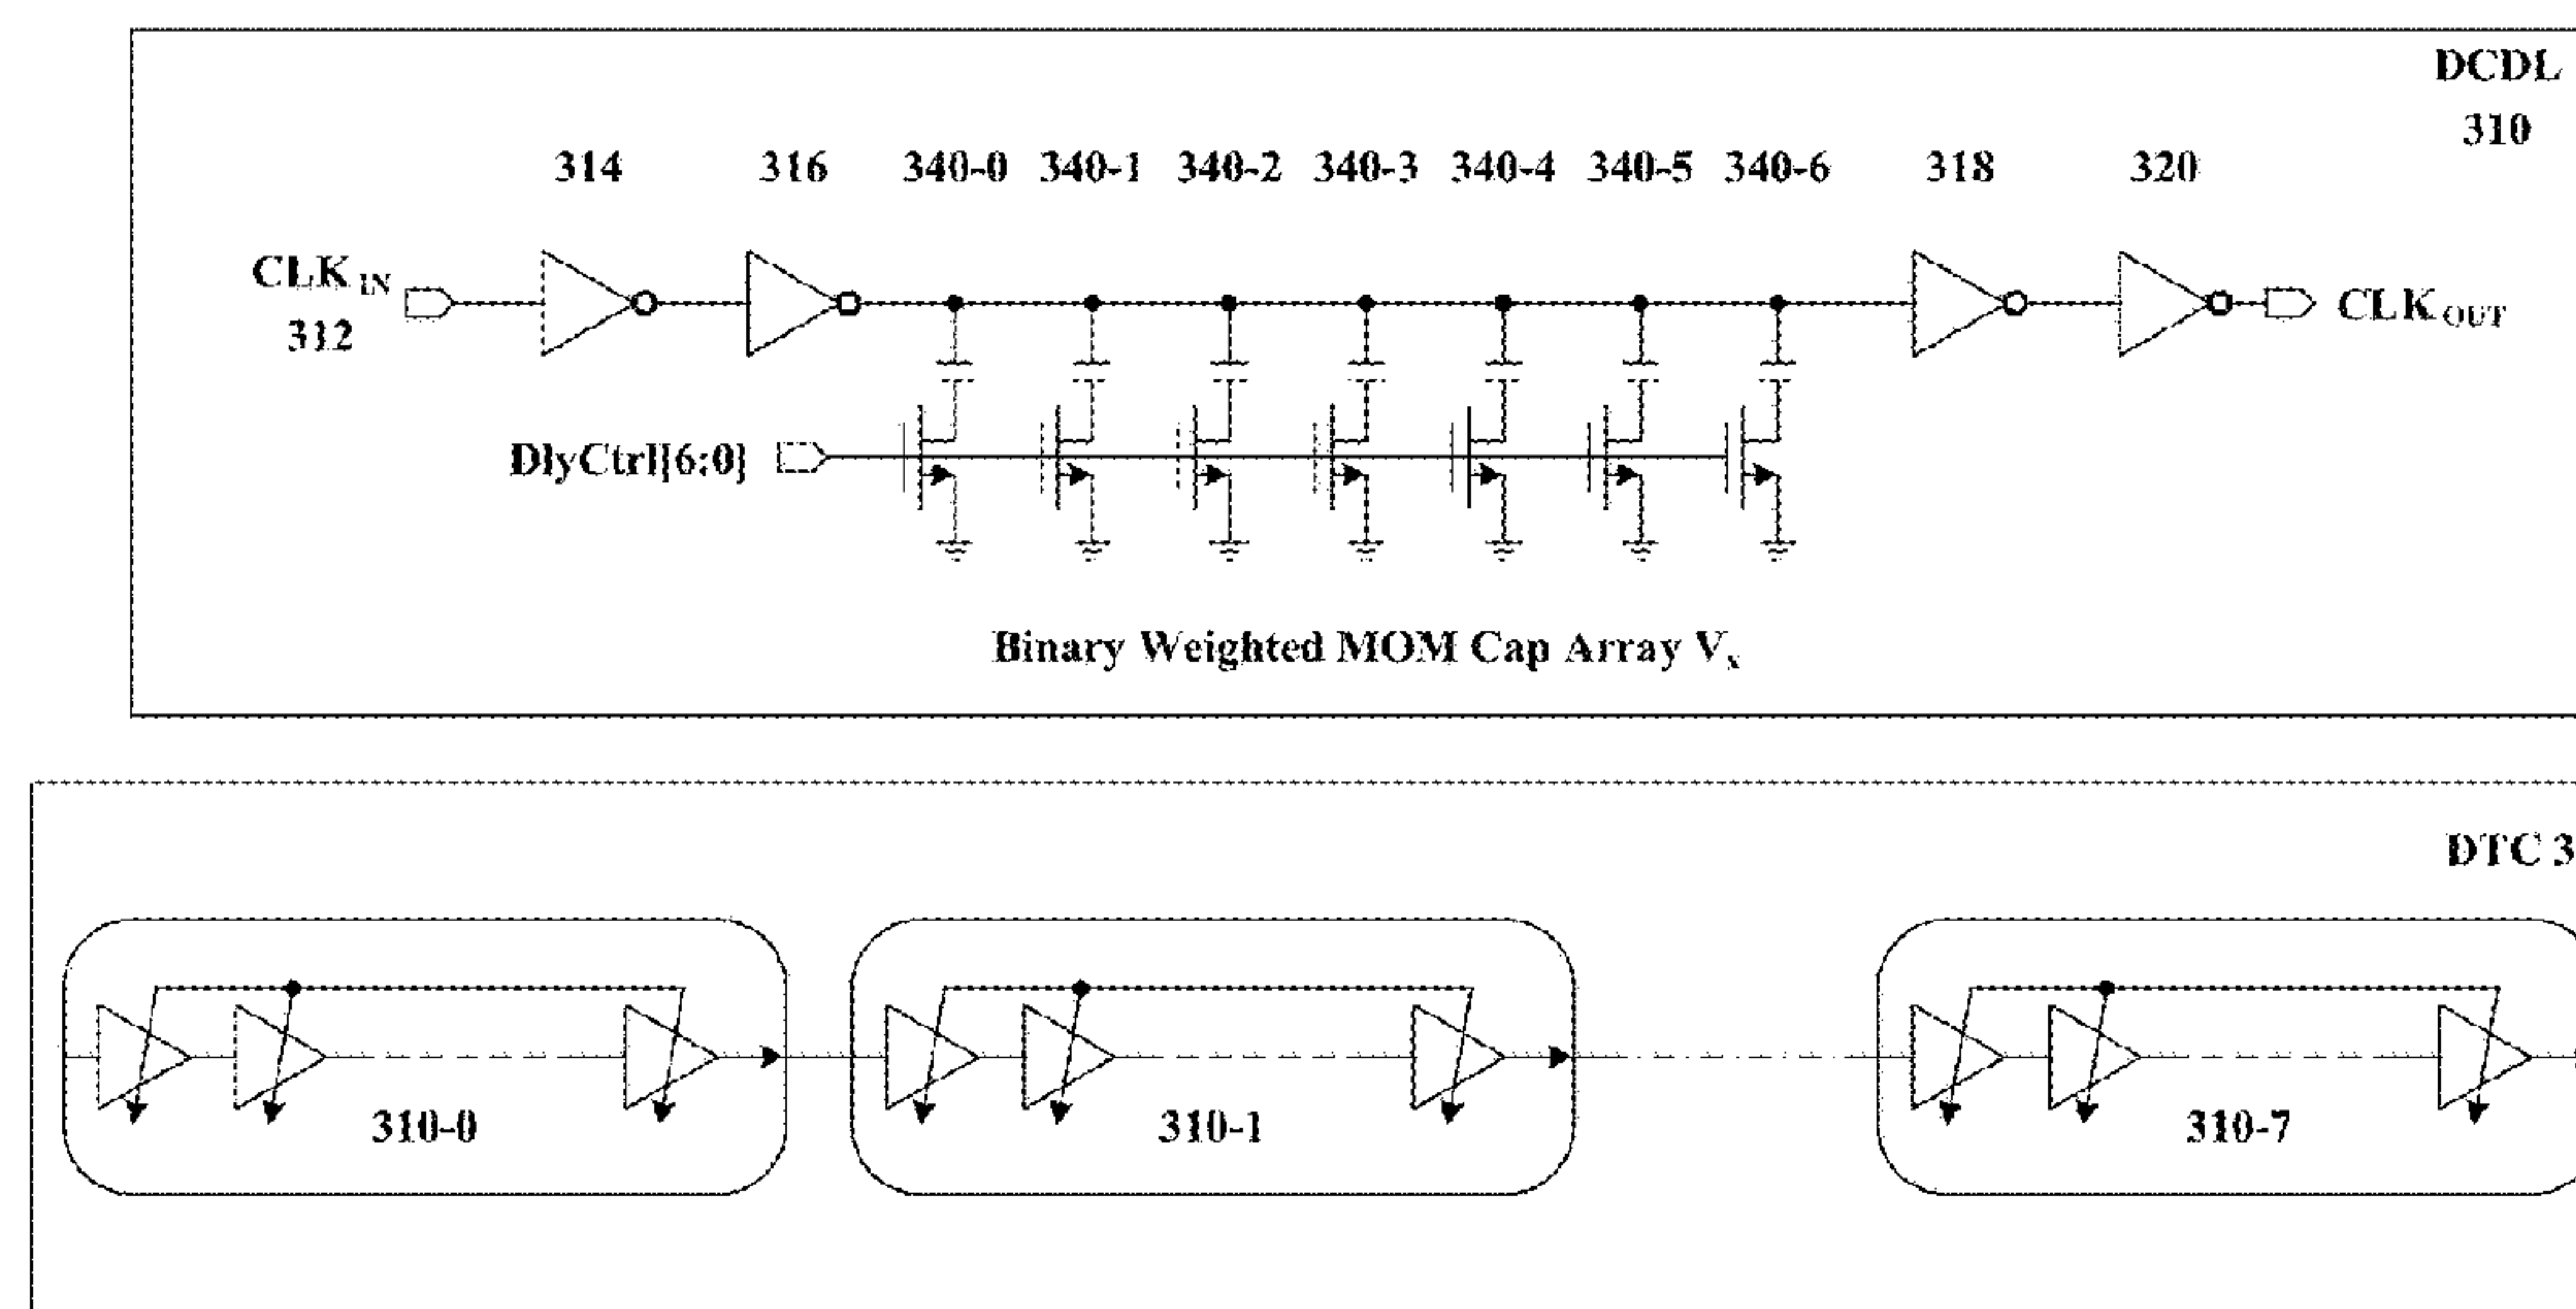 DCDL
310
314 316 340-0 340-1 340-2 340-3 340-4 340-5 340-6 318 320
CLK IN
312
CLK OUT
DlyCtrl[6:0]
Binary Weighted MOM Cap Array Vx
DTC 3
310-0 310-1 310-7